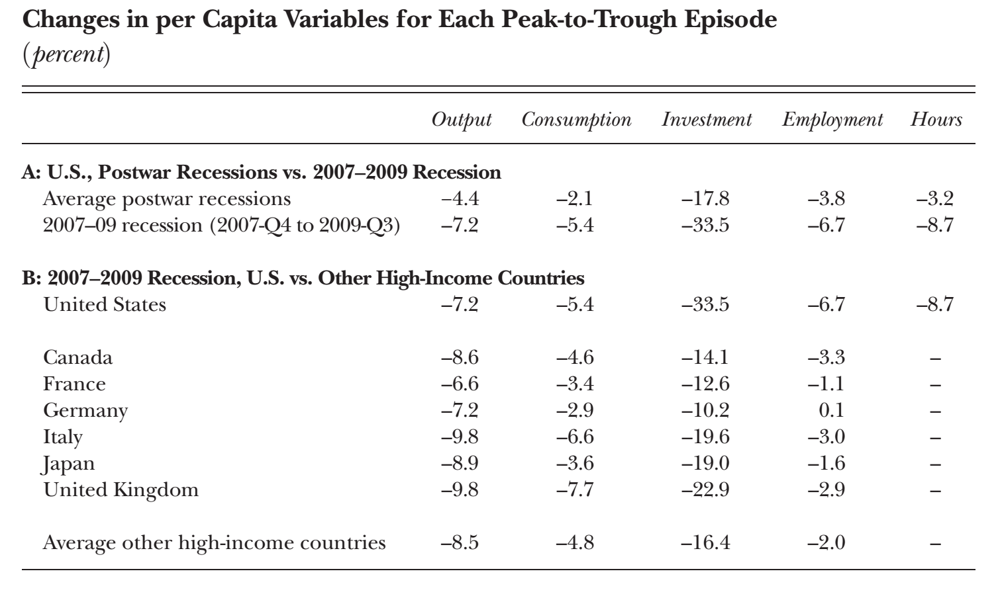 Changes in per Capita Variables for Each Peak-to-Trough Episode
(percent)
Output Consumption Investment Employment Hours
A: U.S., Postwar Recessions vs. 2007–2009 Recession
Average postwar recessions –4.4 –2.1 –17.8 –3.8 –3.2
2007–09 recession (2007-Q4 to 2009-Q3) –7.2 –5.4 –33.5 –6.7 –8.7
B: 2007–2009 Recession, U.S. vs. Other High-Income Countries
United States –7.2 –5.4 –33.5 –6.7 –8.7
Canada –8.6 –4.6 –14.1 –3.3 –
France –6.6 –3.4 –12.6 –1.1 –
Germany –7.2 –2.9 –10.2 0.1 –
Italy –9.8 –6.6 –19.6 –3.0 –
Japan –8.9 –3.6 –19.0 –1.6 –
United Kingdom –9.8 –7.7 –22.9 –2.9 –
Average other high-income countries –8.5 –4.8 –16.4 –2.0 –